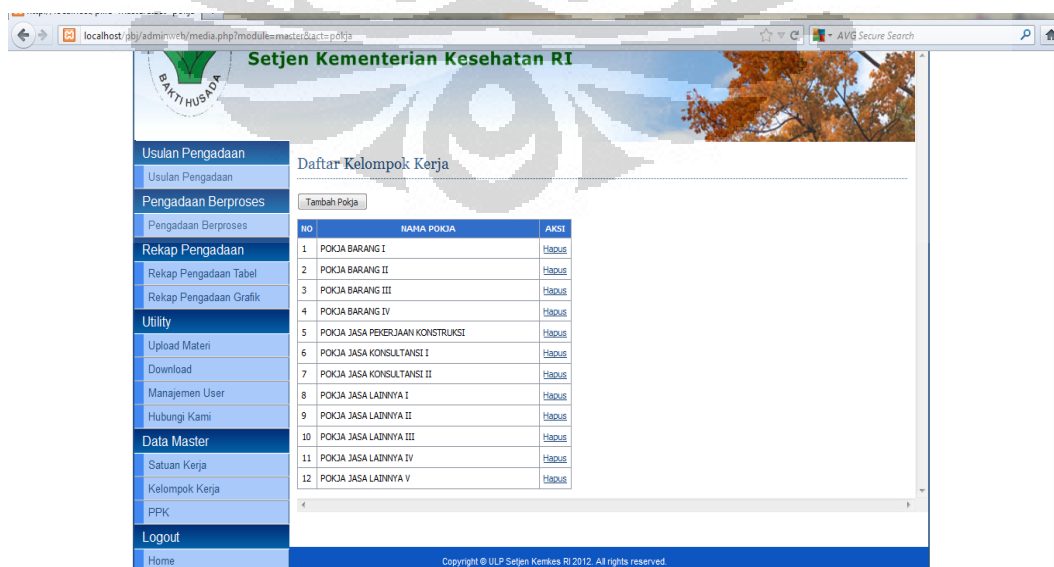 localhost/pbj/adminweb/media.php?module=master&act=pokja
AVG Secure Search
Setjen Kementerian Kesehatan RI
BAKTI HUSADA
Usulan Pengadaan
Usulan Pengadaan
Pengadaan Berproses
Pengadaan Berproses
Rekap Pengadaan
Rekap Pengadaan Tabel
Rekap Pengadaan Grafik
Utility
Upload Materi
Download
Manajemen User
Hubungi Kami
Data Master
Satuan Kerja
Kelompok Kerja
PPK
Logout
Home
Daftar Kelompok Kerja
Tambah Pokja
NO NAMA POKJA AKSI
1 POKJA BARANG I Hapus
2 POKJA BARANG II Hapus
3 POKJA BARANG III Hapus
4 POKJA BARANG IV Hapus
5 POKJA JASA PEKERJAAN KONSTRUKSI Hapus
6 POKJA JASA KONSULTANSI I Hapus
7 POKJA JASA KONSULTANSI II Hapus
8 POKJA JASA LAINNYA I Hapus
9 POKJA JASA LAINNYA II Hapus
10 POKJA JASA LAINNYA III Hapus
11 POKJA JASA LAINNYA IV Hapus
12 POKJA JASA LAINNYA V Hapus
Copyright © ULP Setjen Kemkes RI 2012. All rights reserved.